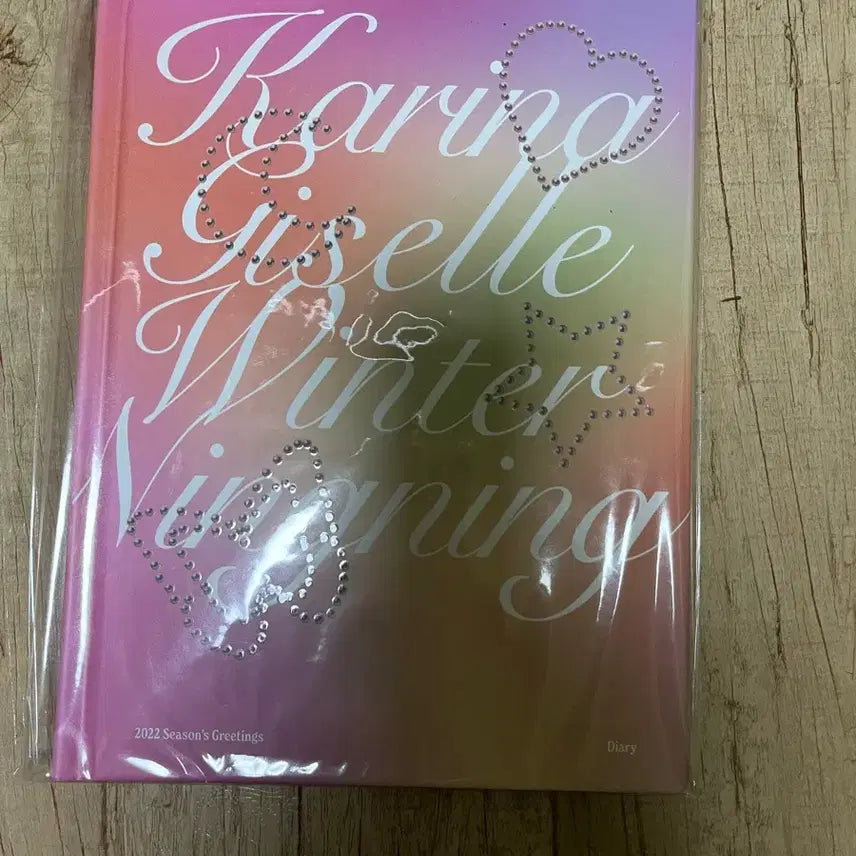 Karina
Giselle
Winter
Ningning
2022 Season's Greetings
Diary